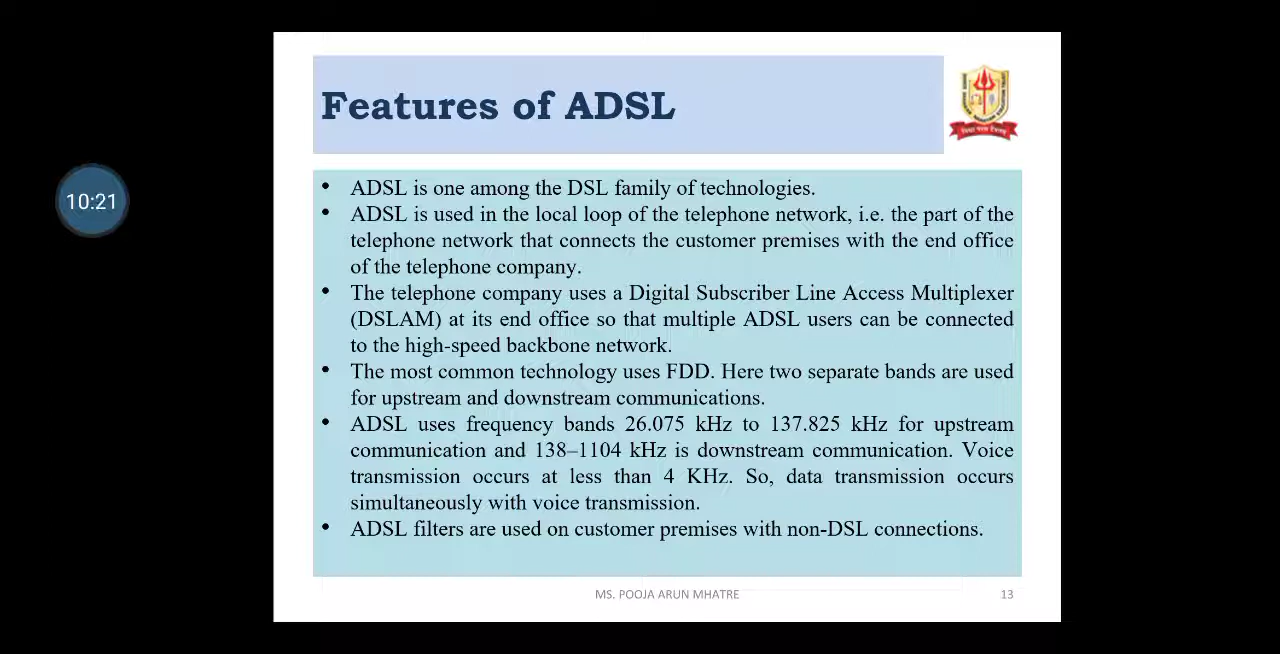 Features of ADSL
10:21
• ADSL is one among the DSL family of technologies.
• ADSL is used in the local loop of the telephone network, i.e. the part of the
telephone network that connects the customer premises with the end office
of the telephone company.
• The telephone company uses a Digital Subscriber Line Access Multiplexer
(DSLAM) at its end office so that multiple ADSL users can be connected
to the high-speed backbone network.
• The most common technology uses FDD. Here two separate bands are used
for upstream and downstream communications.
• ADSL uses frequency bands 26.075 kHz to 137.825 kHz for upstream
communication and 138–1104 kHz is downstream communication. Voice
transmission occurs at less than 4 KHz. So, data transmission occurs
simultaneously with voice transmission.
• ADSL filters are used on customer premises with non-DSL connections.
MS. POOJA ARUN MHATRE
13